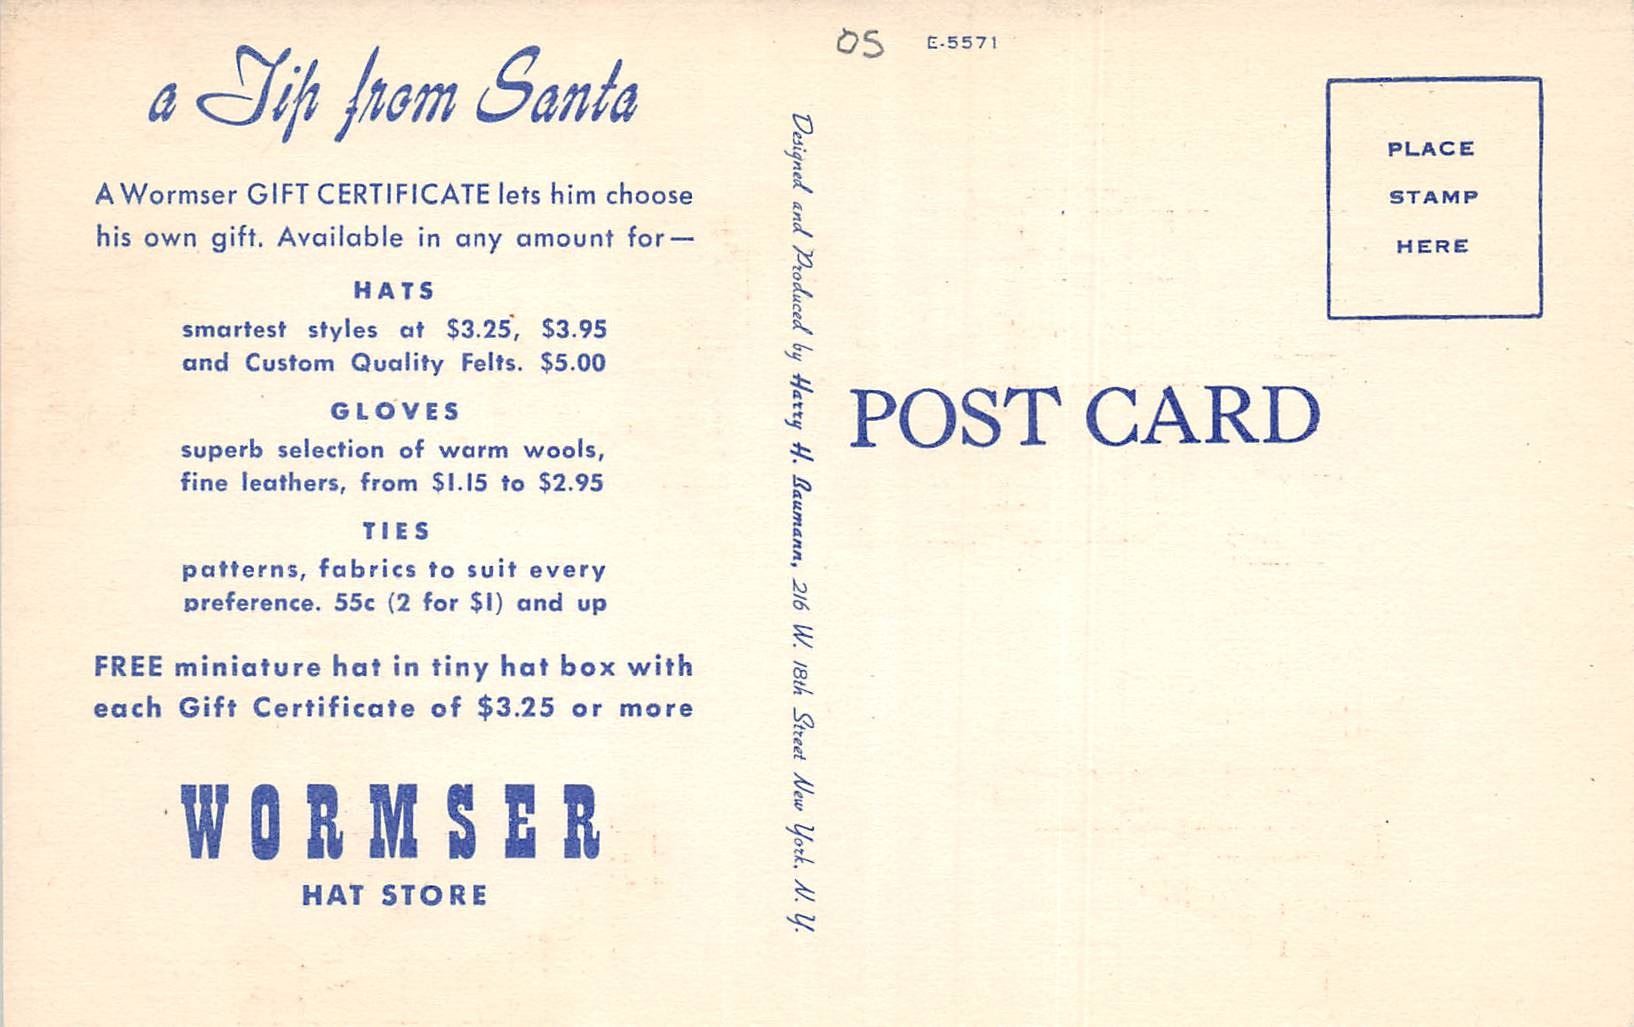 a Tip from Santa
A Wormser GIFT CERTIFICATE lets him choose
his own gift. Available in any amount for—
HATS
smartest styles at $3.25, $3.95
and Custom Quality Felts. $5.00
GLOVES
superb selection of warm wools,
fine leathers, from $1.15 to $2.95
TIES
patterns, fabrics to suit every
preference. 55c (2 for $1) and up
FREE miniature hat in tiny hat box with
each Gift Certificate of $3.25 or more
WORMSER
HAT STORE
Designed and Produced by Harry H. Baumann, 216 W. 18th Street New York, N. Y.
OS
E-5571
PLACE
STAMP
HERE
POST CARD